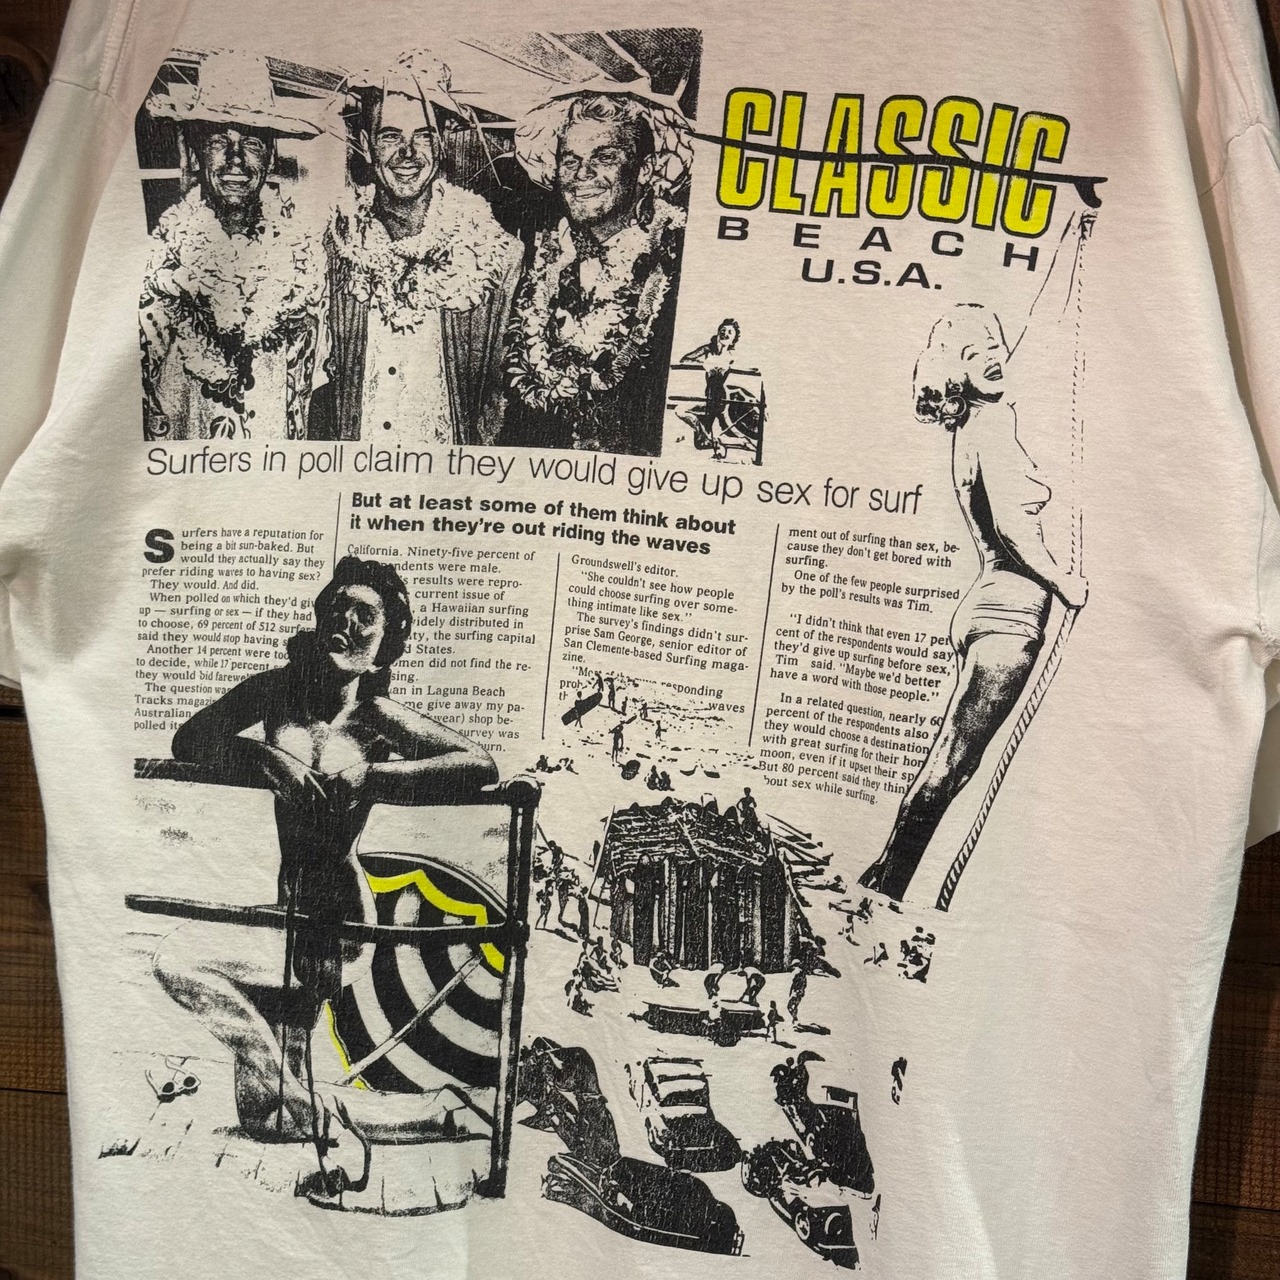 CLASSIC
BEACH
U.S.A.
Surfers in poll claim they would give up sex for surf
But at least some of them think about
it when they're out riding the waves
Surfers have a reputation for
being a bit sun-baked. But
would they actually say they
prefer riding waves to having sex?
They would. And did.
When polled on which they'd giv
up — surfing or sex — if they had
to choose, 69 percent of 512 surfers
said they would stop having s
Another 14 percent were too
to decide, while 17 percent s
they would bid farewel
The question was
Tracks magaz
Australian
polled its
California. Ninety-five percent of
ndents were male.
s results were repro-
current issue of
a Hawaiian surfing
idely distributed in
ty, the surfing capital
d States.
omen did not find the re-
sing.
an in Laguna Beach
me give away my pa-
wear) shop be-
survey was
burn.
Groundswell's editor.
"She couldn't see how people
could choose surfing over some-
thing intimate like sex."
The survey's findings didn't sur-
prise Sam George, senior editor of
San Clemente-based Surfing maga-
zine.
responding
waves
ment out of surfing than sex, be-
cause they don't get bored with
surfing.
One of the few people surprised
by the poll's results was Tim.
"I didn't think that even 17 per
cent of the respondents would say
they'd give up surfing before sex,"
Tim said. "Maybe we'd better
have a word with those people."
In a related question, nearly 60
percent of the respondents also s
they would choose a destination
with great surfing for their hon
moon, even if it upset their sp
But 80 percent said they think
bout sex while surfing.